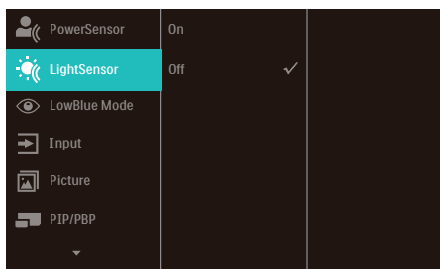 PowerSensor On
LightSensor Off
LowBlue Mode
Input
Picture
PIP/PBP